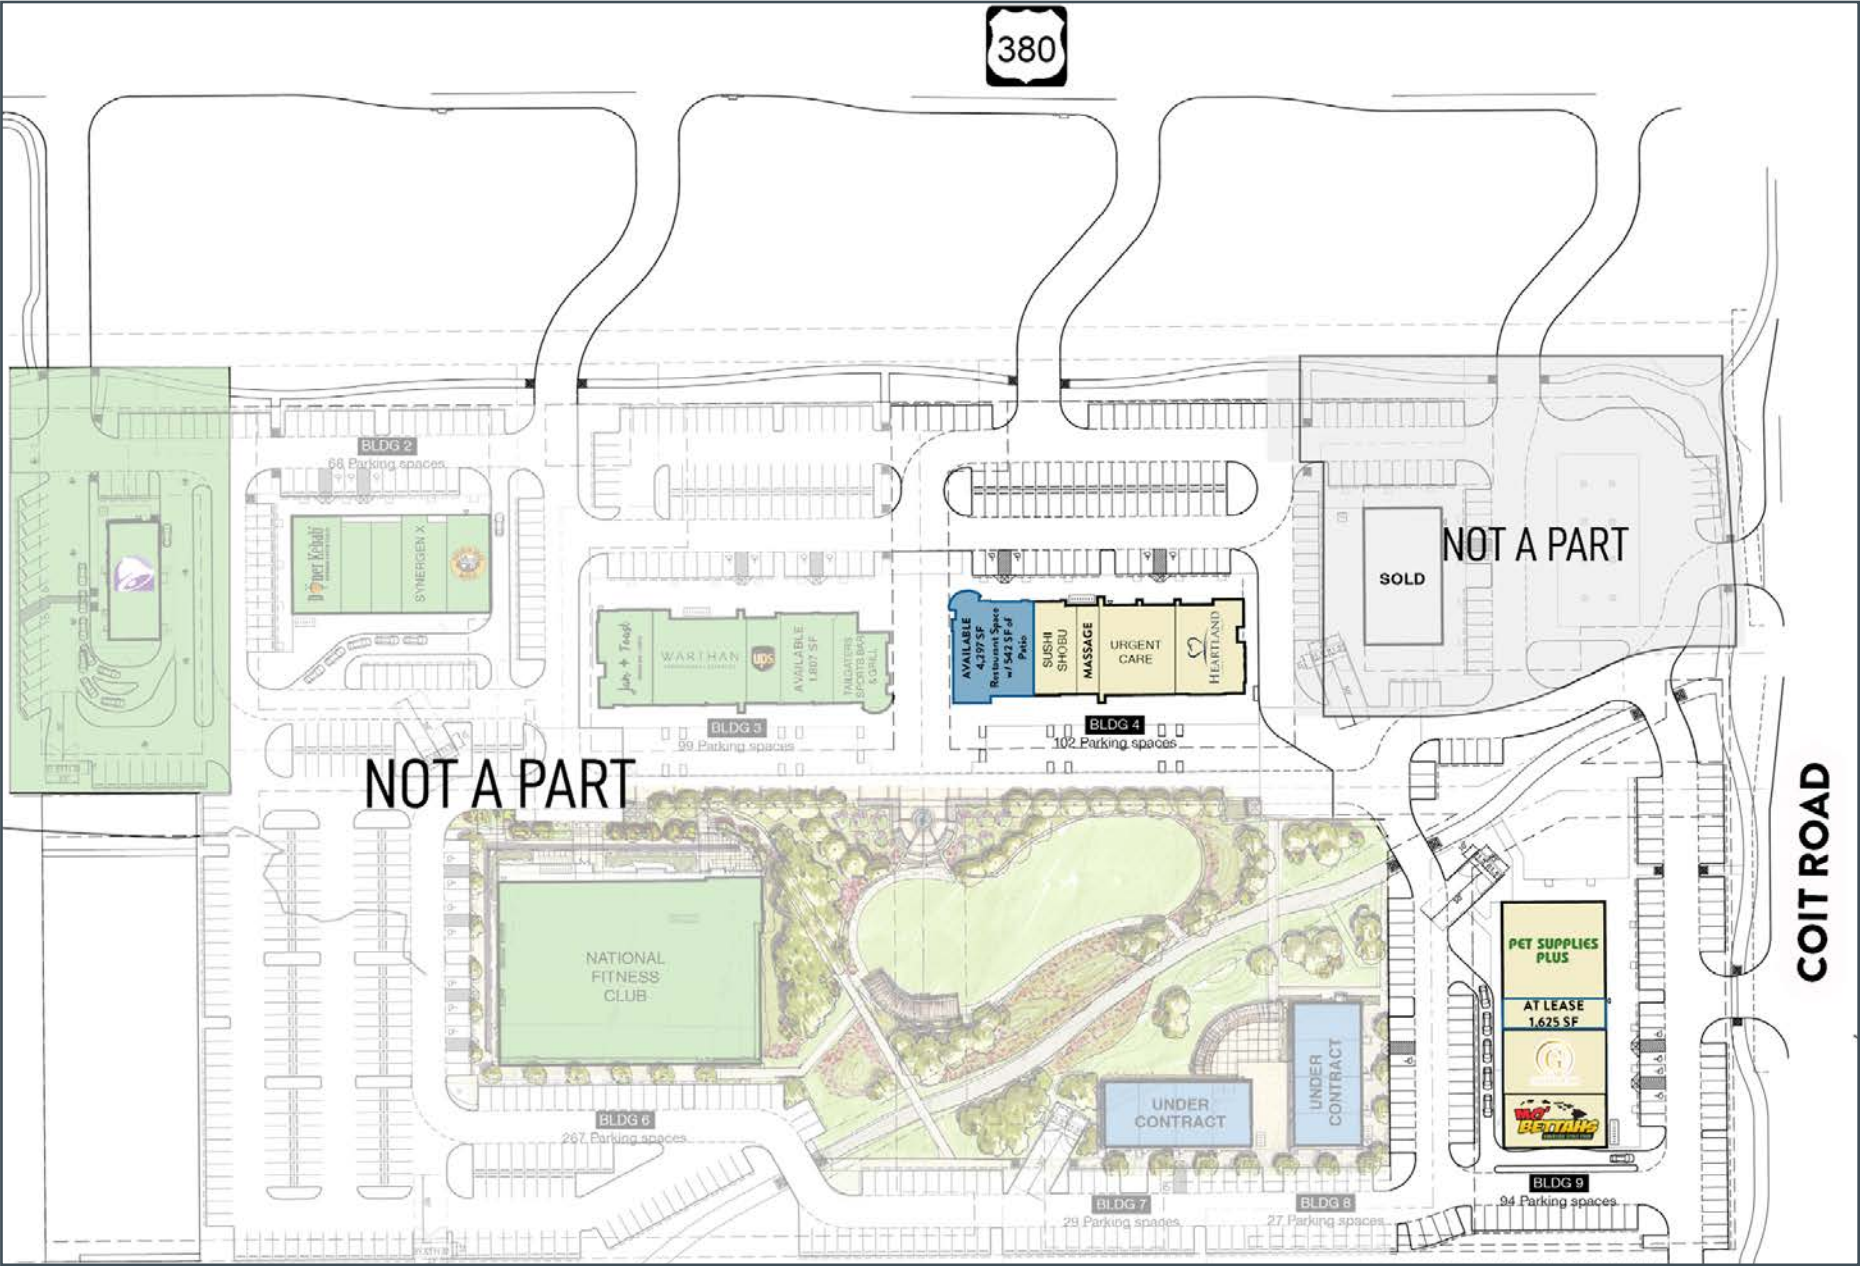 380
BLDG 2
68 Parking spaces
Döner Kebab
SYNERGEN X
NOT A PART
SOLD
Jun + Toast
WARTHAN
ups
AVAILABLE
1,807 SF
TAILGATERS
SPORTS BAR
& GRILL
AVAILABLE
4,297 SF
Restaurant Space
w/ 542 SF of
Patio
SUSHI
SHOBU
MASSAGE
URGENT
CARE
HEARTLAND
BLDG 3
99 Parking spaces
BLDG 4
102 Parking spaces
NOT A PART
COIT ROAD
NATIONAL
FITNESS
CLUB
PET SUPPLIES
PLUS
AT LEASE
1,625 SF
G
MO'
BETTAHS
UNDER
CONTRACT
UNDER
CONTRACT
BLDG 6
267 Parking spaces
BLDG 7
29 Parking spaces
BLDG 8
27 Parking spaces
BLDG 9
94 Parking spaces